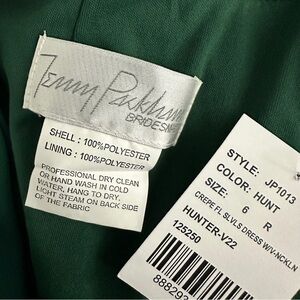 Jenny Packham
BRIDESMAIDS
SHELL : 100%POLYESTER
LINING : 100%POLYESTER
PROFESSIONAL DRY CLEAN
OR HAND WASH IN COLD
WATER, HANG TO DRY.
LIGHT STEAM ON BACK SIDE
OF THE FABRIC
STYLE: JP1013
COLOR: HUNT
CREPE FL SLVLS DRESS W/V-NCKLN
SIZE: 6 R
HUNTER-V22
125250
888293